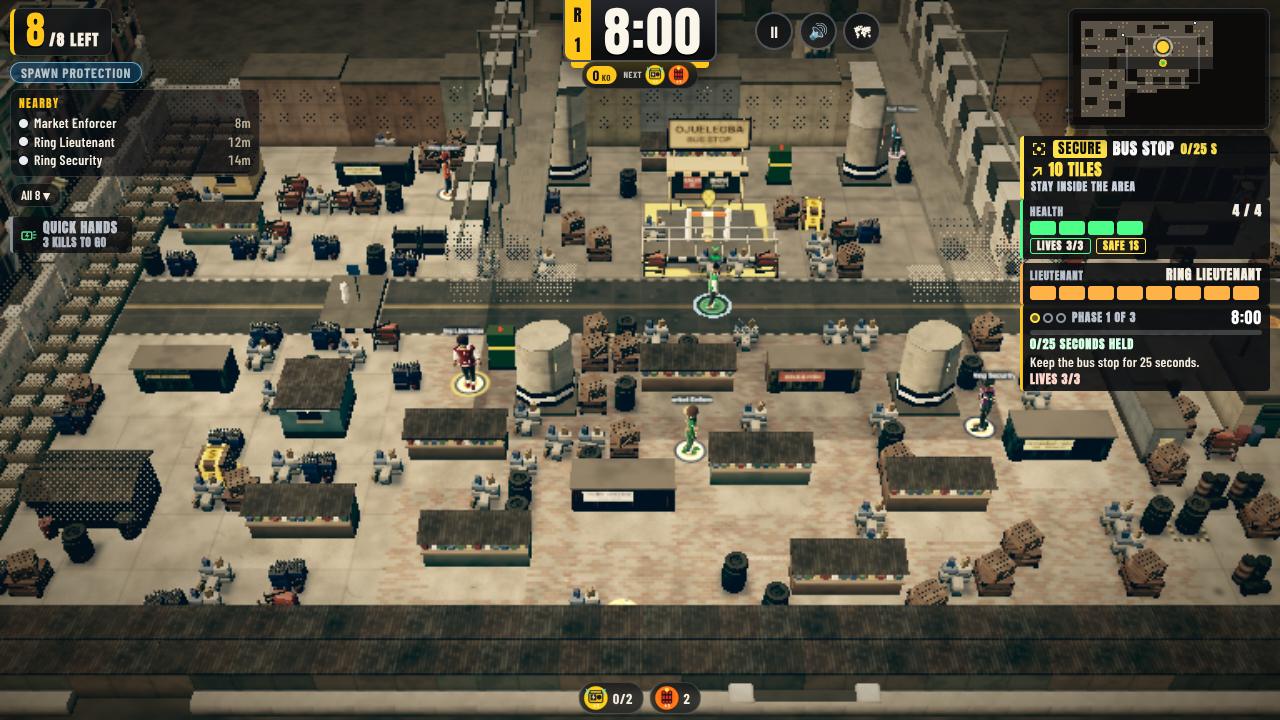 8/8 LEFT
SPAWN PROTECTION
NEARBY
Market Enforcer 8m
Ring Lieutenant 12m
Ring Security 14m
All 8 ▾
QUICK HANDS
3 KILLS TO GO
R 1
8:00
0 KO NEXT
OJUELEGBA
BUS STOP
SECURE BUS STOP 0/25 S
↗ 10 TILES
STAY INSIDE THE AREA
HEALTH 4 / 4
LIVES 3/3 SAFE 1S
LIEUTENANT RING LIEUTENANT
PHASE 1 OF 3 8:00
0/25 SECONDS HELD
Keep the bus stop for 25 seconds.
LIVES 3/3
Ring Security
0/2
2